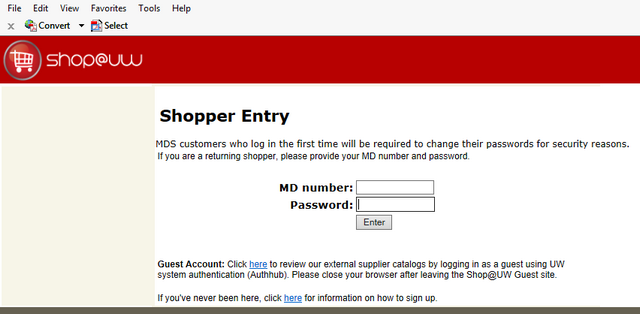 File Edit View Favorites Tools Help
x Convert Select
shop@UW
Shopper Entry
MDS customers who log in the first time will be required to change their passwords for security reasons.
If you are a returning shopper, please provide your MD number and password.
MD number:
Password:
Enter
Guest Account: Click here to review our external supplier catalogs by logging in as a guest using UW
system authentication (Authhub). Please close your browser after leaving the Shop@UW Guest site.
If you've never been here, click here for information on how to sign up.